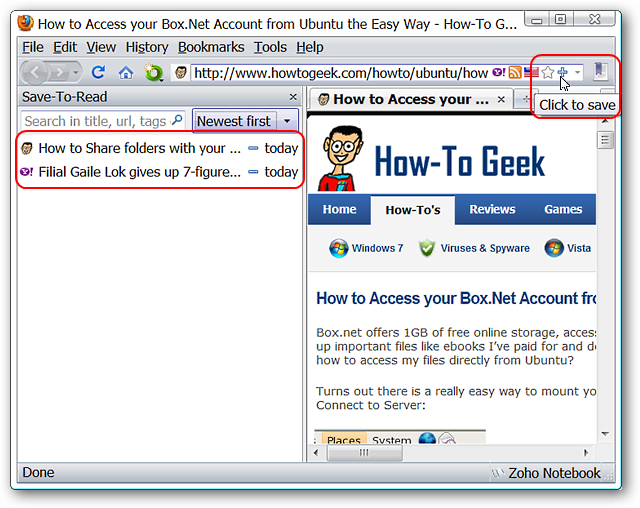 How to Access your Box.Net Account from Ubuntu the Easy Way - How-To G...
File Edit View History Bookmarks Tools Help
http://www.howtogeek.com/howto/ubuntu/how
Save-To-Read
How to Access your ...
Click to save
Search in title, url, tags
Newest first
How to Share folders with your ... today
Filial Gaile Lok gives up 7-figure... today
How-To Geek
Home How-To's Reviews Games
Windows 7 Viruses & Spyware Vista
How to Access your Box.Net Account fro
Box.net offers 1GB of free online storage, acces
up important files like ebooks I've paid for and de
how to access my files directly from Ubuntu?
Turns out there is a really easy way to mount yo
Connect to Server:
Places System
Done
Zoho Notebook